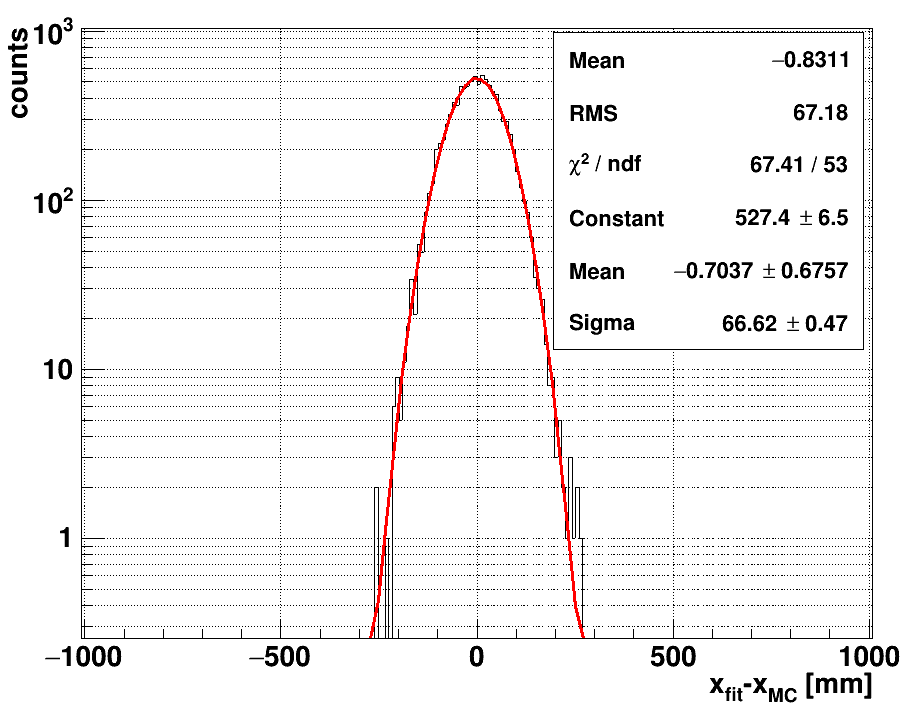 counts
10³
10²
10
1
Mean −0.8311
RMS 67.18
χ² / ndf 67.41 / 53
Constant 527.4 ± 6.5
Mean −0.7037 ± 0.6757
Sigma 66.62 ± 0.47
−1000 −500 0 500 1000
x_fit-x_MC [mm]